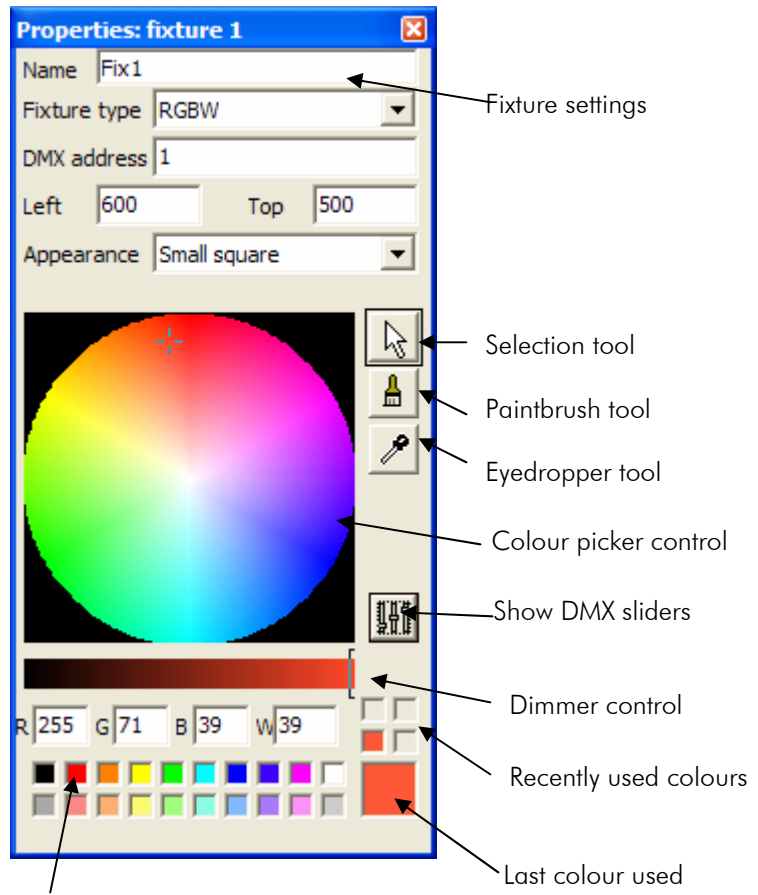 Properties: fixture 1
Name Fix1
Fixture settings
Fixture type RGBW
DMX address 1
Left 600 Top 500
Appearance Small square
Selection tool
Paintbrush tool
Eyedropper tool
Colour picker control
Show DMX sliders
Dimmer control
R 255 G 71 B 39 W 39
Recently used colours
Last colour used